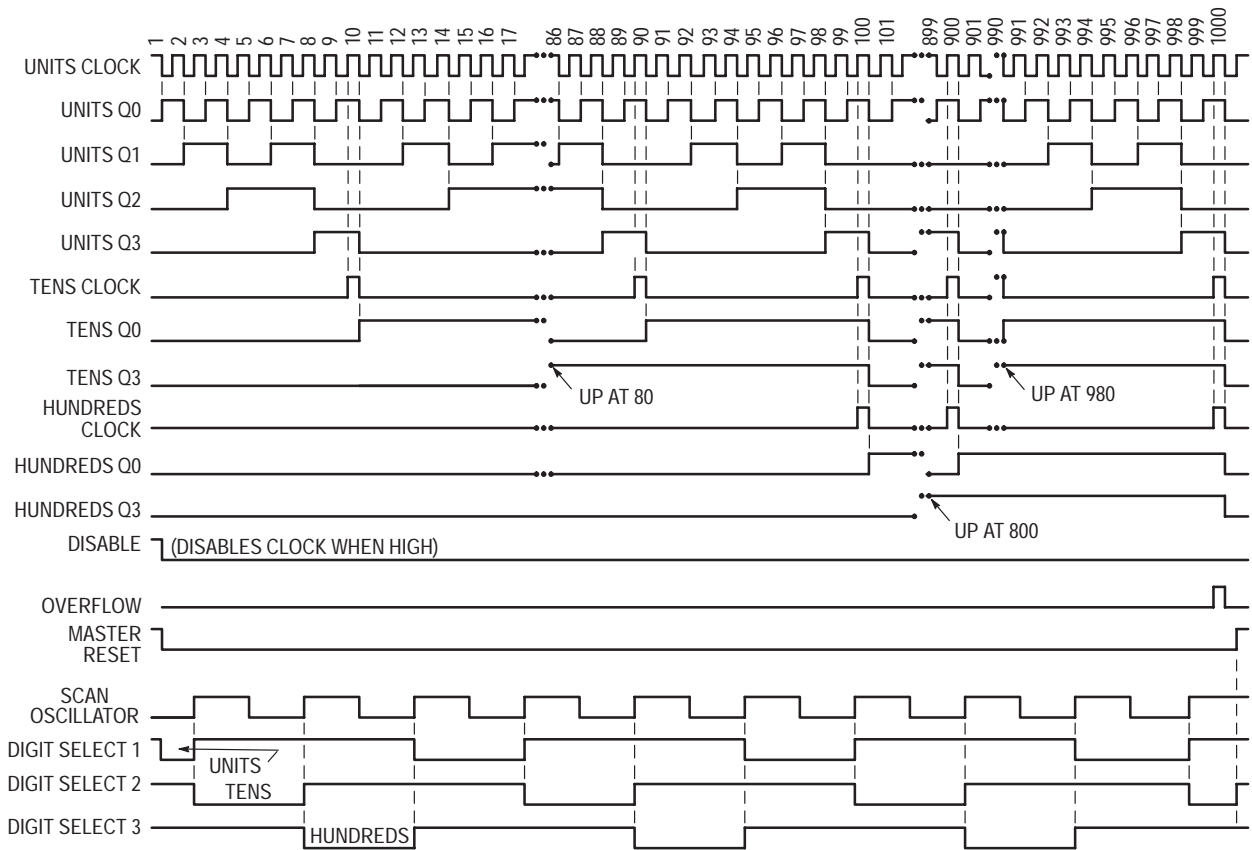 1 2 3 4 5 6 7 8 9 10 11 12 13 14 15 16 17 86 87 88 89 90 91 92 93 94 95 96 97 98 99 100 101 899 900 901 990 991 992 993 994 995 996 997 998 999 1000
UNITS CLOCK
UNITS Q0
UNITS Q1
UNITS Q2
UNITS Q3
TENS CLOCK
TENS Q0
TENS Q3
UP AT 80
UP AT 980
HUNDREDS
CLOCK
HUNDREDS Q0
HUNDREDS Q3
UP AT 800
DISABLE
(DISABLES CLOCK WHEN HIGH)
OVERFLOW
MASTER
RESET
SCAN
OSCILLATOR
DIGIT SELECT 1
UNITS
DIGIT SELECT 2
TENS
DIGIT SELECT 3
HUNDREDS